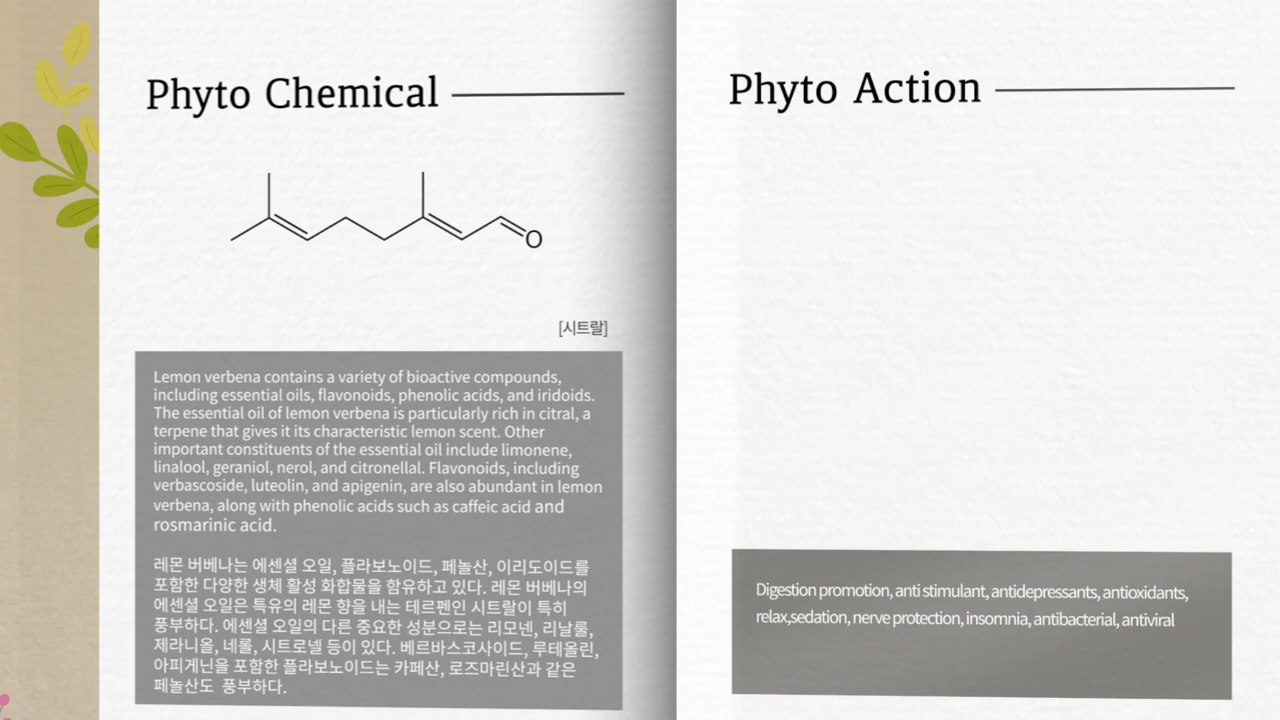 Phyto Chemical
O
[시트랄]
Lemon verbena contains a variety of bioactive compounds,
including essential oils, flavonoids, phenolic acids, and iridoids.
The essential oil of lemon verbena is particularly rich in citral, a
terpene that gives it its characteristic lemon scent. Other
important constituents of the essential oil include limonene,
linalool, geraniol, nerol, and citronellal. Flavonoids, including
verbascoside, luteolin, and apigenin, are also abundant in lemon
verbena, along with phenolic acids such as caffeic acid and
rosmarinic acid.
레몬 버베나는 에센셜 오일, 플라보노이드, 페놀산, 이리도이드를
포함한 다양한 생체 활성 화합물을 함유하고 있다. 레몬 버베나의
에센셜 오일은 특유의 레몬 향을 내는 테르펜인 시트랄이 특히
풍부하다. 에센셜 오일의 다른 중요한 성분으로는 리모넨, 리날룰,
제라니올, 네롤, 시트로넬 등이 있다. 베르바스코사이드, 루테올린,
아피게닌을 포함한 플라보노이드는 카페산, 로즈마린산과 같은
페놀산도 풍부하다.
Phyto Action
Digestion promotion, anti stimulant, antidepressants, antioxidants,
relax,sedation, nerve protection, insomnia, antibacterial, antiviral